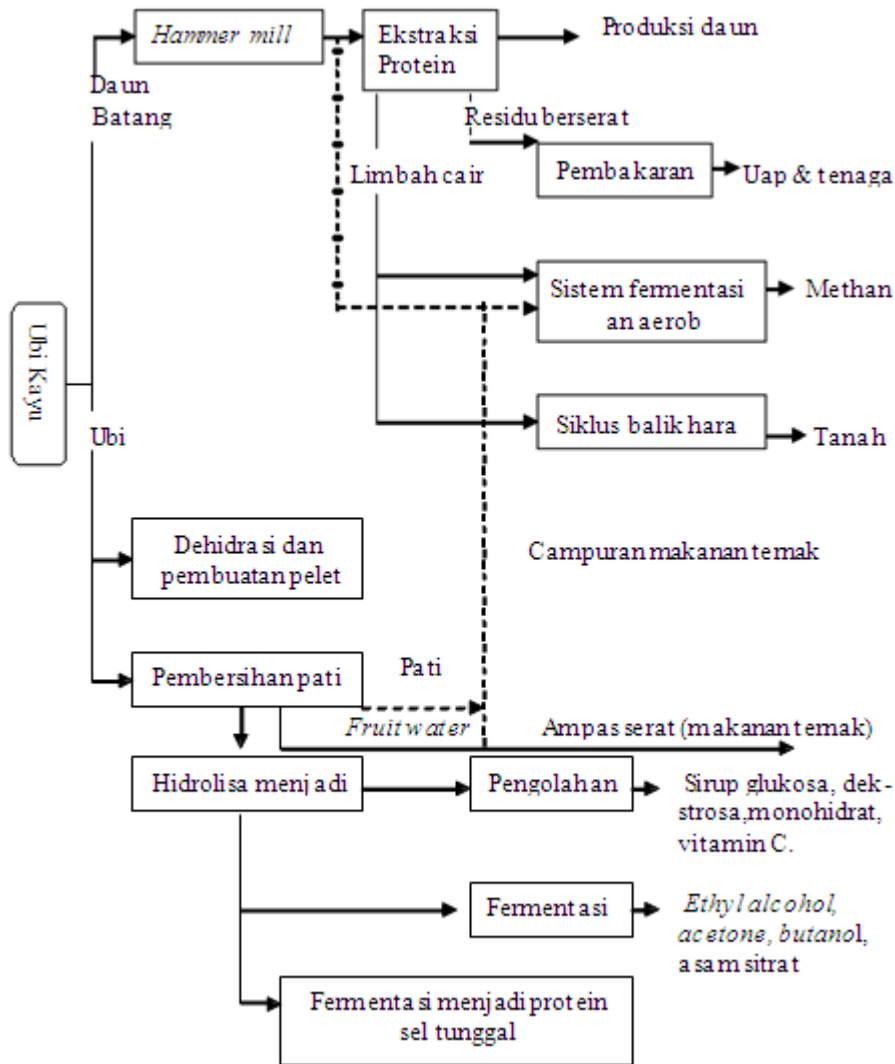 Hammer mill
Ekstraksi
Protein
Produksi daun
Daun
Batang
Residu berserat
Limbah cair
Pembakaran
Uap & tenaga
Sistem fermentasi
an aerob
Methan
Ubi Kayu
Ubi
Siklus balik hara
Tanah
Dehidrasi dan
pembuatan pelet
Campuran makanan ternak
Pembersihan pati
Pati
Fruit water
Ampas serat (makanan ternak)
Hidrolisa menjadi
Pengolahan
Sirup glukosa, dek-
strosa,monohidrat,
vitamin C.
Fermentasi
Ethyl alcohol,
acetone, butanol,
asam sitrat
Fermentasi menjadi protein
sel tunggal